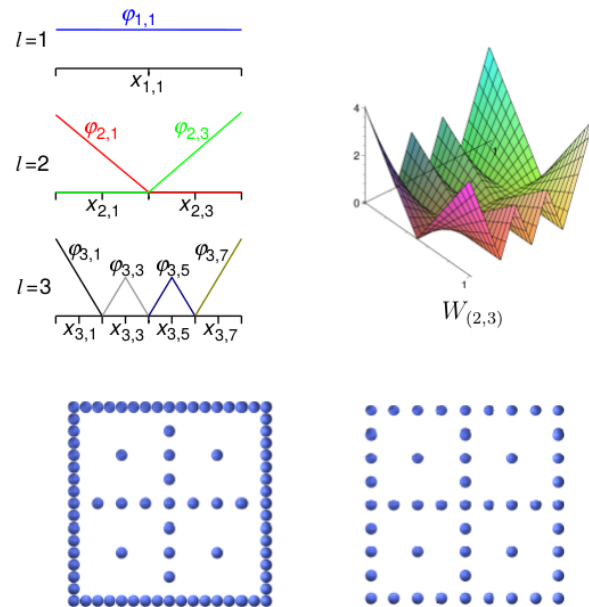 φ1,1
l=1
x1,1
φ2,1 φ2,3
l=2
x2,1 x2,3
φ3,1 φ3,3 φ3,5 φ3,7
l=3
x3,1 x3,3 x3,5 x3,7
4
2
0
1
1
W(2,3)